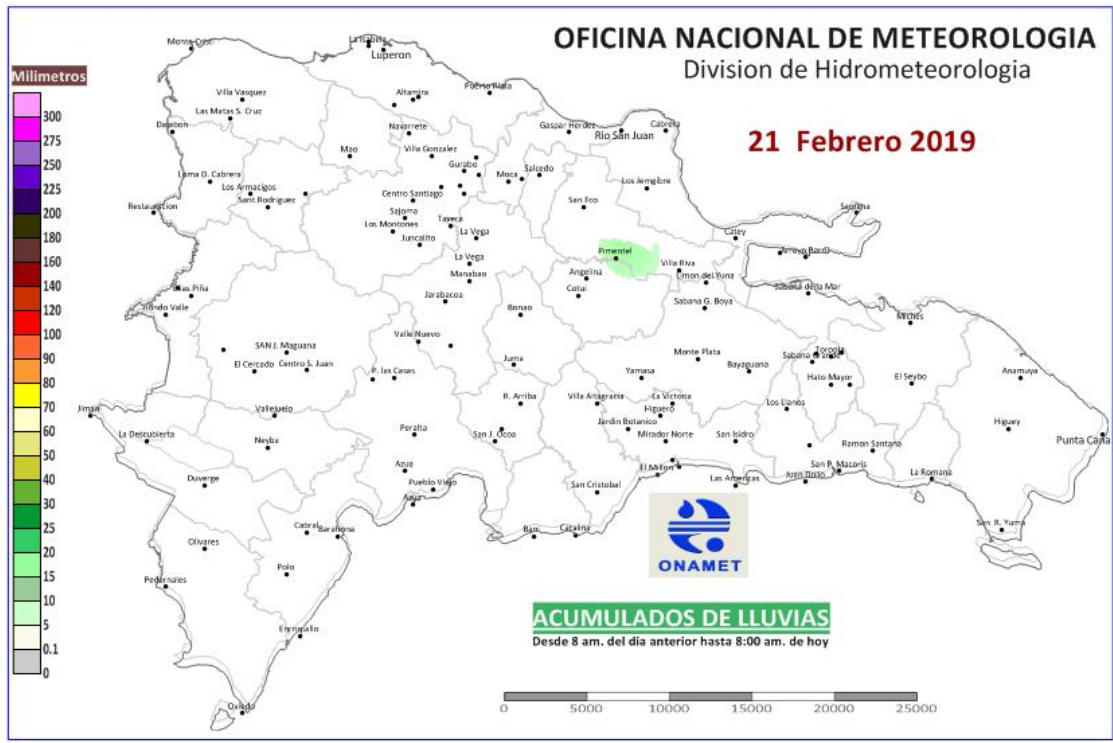 OFICINA NACIONAL DE METEOROLOGIA
Division de Hidrometeorologia
21 Febrero 2019
Milimetros
300
275
250
225
200
180
160
140
120
100
90
80
70
60
50
40
30
25
20
15
10
5
0.1
0
Monte Cristi
La Isabela
Luperon
Villa Vasquez
Altamira
Puerto Plata
Las Matas S. Cruz
Dajabon
Navarrete
Gaspar Herdez
Rio San Juan
Cabrera
Mao
Villa Gonzalez
Gurabo
Moca
Salcedo
Loma D. Cabrera
Los Armacigos
Centro Santiago
Los Jemgibre
Restauracion
Sant. Rodriguez
Sajoma
San Fco
Samana
Los Montones
Taveca
Juncalito
La Vega
Catey
Pimentel
Arroyo Barril
La Vega
Villa Riva
Manabao
Angelina
Limon del Yuna
Jarabacoa
Cotui
Sabana G. Boya
Sabana de la Mar
Hondo Valle
Bonao
Miches
Valle Nuevo
SAN J. Maguana
El Cercado
Centro S. Juan
Juma
Monte Plata
Sabana Grande
Bayaguana
P. las Casas
Yamasa
Hato Mayor
El Seybo
Anamuya
Jimani
Vallejuelo
R. Arriba
Villa Altagracia
La Victoria
Higuero
Los Llanos
La Descubierta
Neyba
Peralta
San J. Ocoa
Jardin Botanico
Mirador Norte
San Isidro
Ramon Santana
Higuey
Punta Cana
Duverge
Azua
Pueblo Viejo
Azua
El Millon
San Cristobal
Las Americas
Juan Dolio
San P. Macoris
La Romana
Olivares
Cabral
Barahona
Bani
Catalina
San R. Yuma
Pedernales
Polo
Enriquillo
Oviedo
ONAMET
ACUMULADOS DE LLUVIAS
Desde 8 am. del dia anterior hasta 8:00 am. de hoy
0 5000 10000 15000 20000 25000